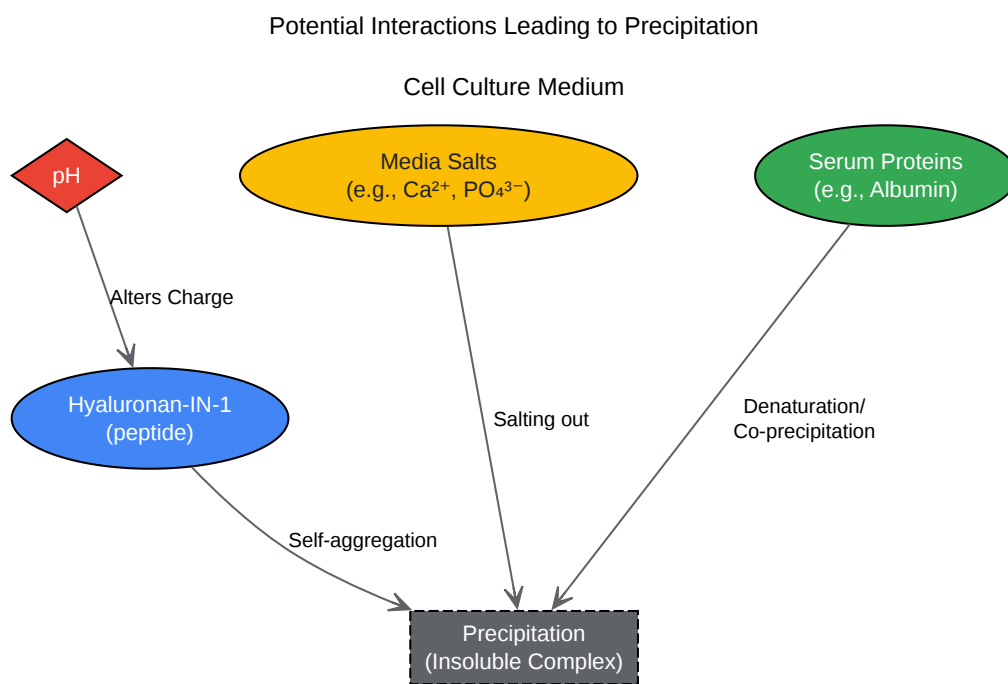 Potential Interactions Leading to Precipitation
Cell Culture Medium
pH
Media Salts
(e.g., Ca²⁺, PO₄³⁻)
Serum Proteins
(e.g., Albumin)
Alters Charge
Hyaluronan-IN-1
(peptide)
Salting out
Denaturation/
Co-precipitation
Self-aggregation
Precipitation
(Insoluble Complex)